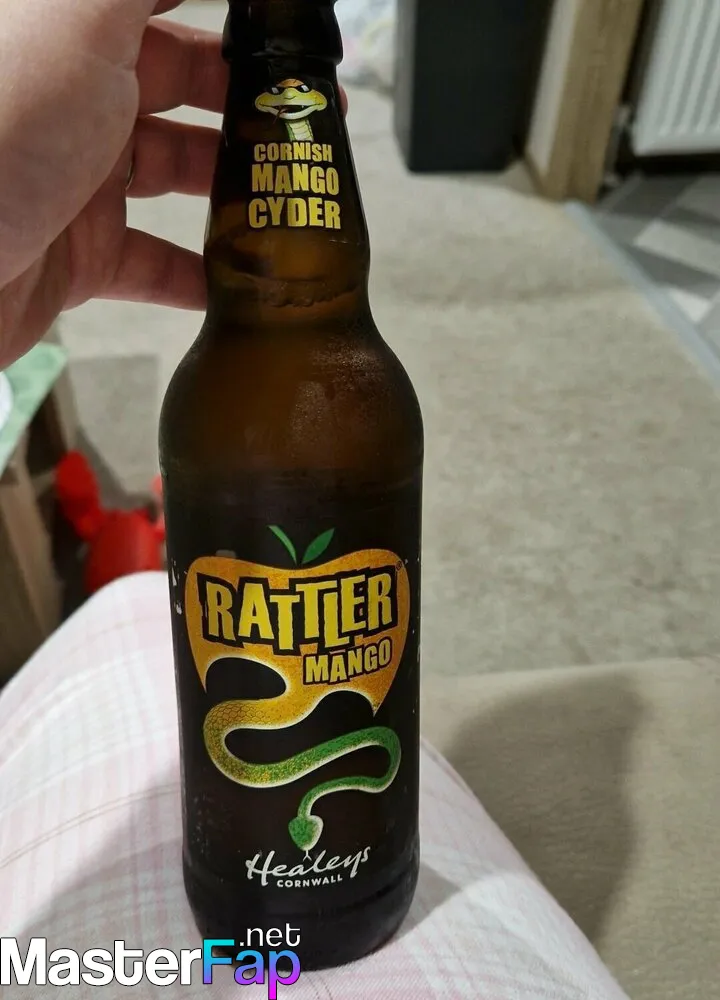 CORNISH
MANGO
CYDER
RATTLER
MANGO
Healeys
CORNWALL
.net
MasterFap